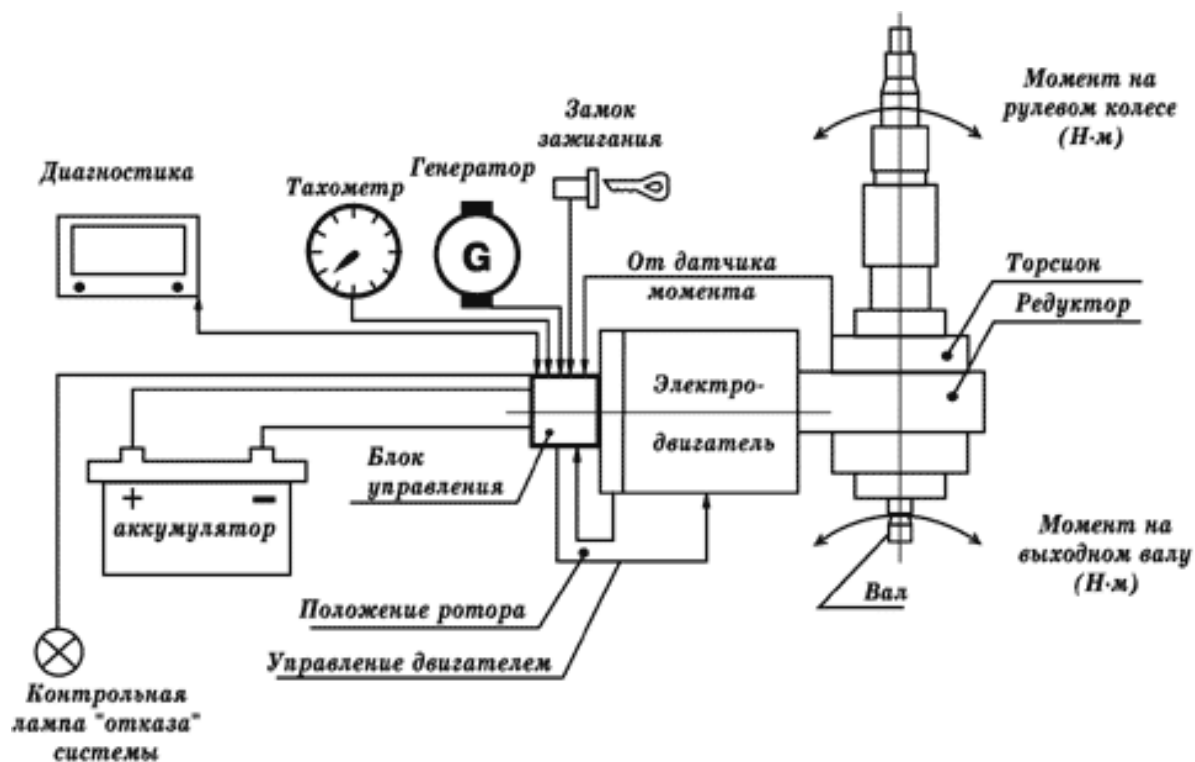 Момент на
рулевом колесе
(Н·м)
Замок
зажигания
Генератор
Диагностика
Тахометр
G
От датчика
момента
Торсион
Редуктор
Электро-
двигатель
Блок
управления
+ −
аккумулятор
Момент на
выходном валу
(Н·м)
Вал
Положение ротора
Управление двигателем
Контрольная
лампа "отказа"
системы